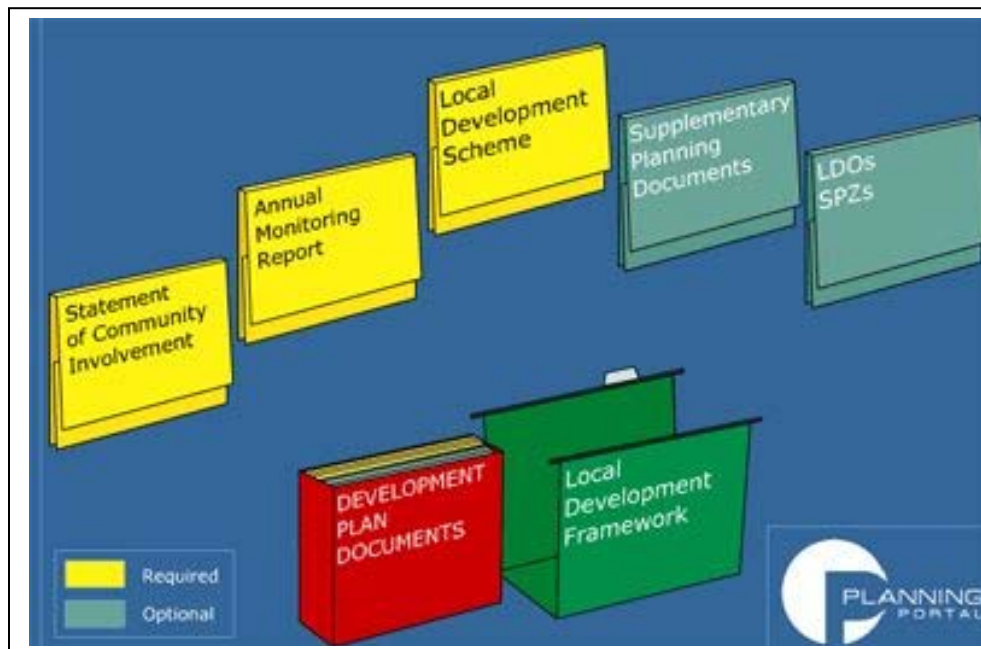 Local
Development
Scheme
Supplementary
Planning
Documents
LDOs
SPZs
Annual
Monitoring
Report
Statement
of Community
Involvement
DEVELOPMENT
PLAN
DOCUMENTS
Local
Development
Framework
Required
Optional
PLANNING
PORTAL